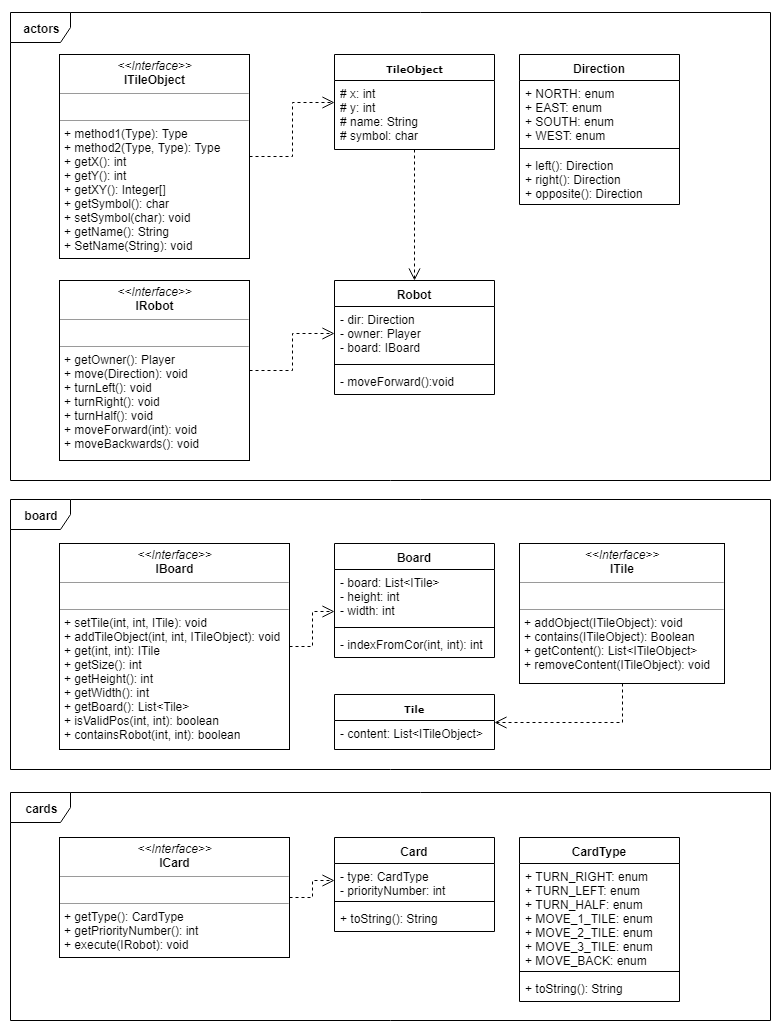 actors
<<Interface>>
ITileObject
+ method1(Type): Type
+ method2(Type, Type): Type
+ getX(): int
+ getY(): int
+ getXY(): Integer[]
+ getSymbol(): char
+ setSymbol(char): void
+ getName(): String
+ SetName(String): void
TileObject
# x: int
# y: int
# name: String
# symbol: char
Direction
+ NORTH: enum
+ EAST: enum
+ SOUTH: enum
+ WEST: enum
+ left(): Direction
+ right(): Direction
+ opposite(): Direction
<<Interface>>
IRobot
+ getOwner(): Player
+ move(Direction): void
+ turnLeft(): void
+ turnRight(): void
+ turnHalf(): void
+ moveForward(int): void
+ moveBackwards(): void
Robot
- dir: Direction
- owner: Player
- board: IBoard
- moveForward():void
board
<<Interface>>
IBoard
+ setTile(int, int, ITile): void
+ addTileObject(int, int, ITileObject): void
+ get(int, int): ITile
+ getSize(): int
+ getHeight(): int
+ getWidth(): int
+ getBoard(): List<Tile>
+ isValidPos(int, int): boolean
+ containsRobot(int, int): boolean
Board
- board: List<ITile>
- height: int
- width: int
- indexFromCor(int, int): int
<<Interface>>
ITile
+ addObject(ITileObject): void
+ contains(ITileObject): Boolean
+ getContent(): List<ITileObject>
+ removeContent(ITileObject): void
Tile
- content: List<ITileObject>
cards
<<Interface>>
ICard
+ getType(): CardType
+ getPriorityNumber(): int
+ execute(IRobot): void
Card
- type: CardType
- priorityNumber: int
+ toString(): String
CardType
+ TURN_RIGHT: enum
+ TURN_LEFT: enum
+ TURN_HALF: enum
+ MOVE_1_TILE: enum
+ MOVE_2_TILE: enum
+ MOVE_3_TILE: enum
+ MOVE_BACK: enum
+ toString(): String